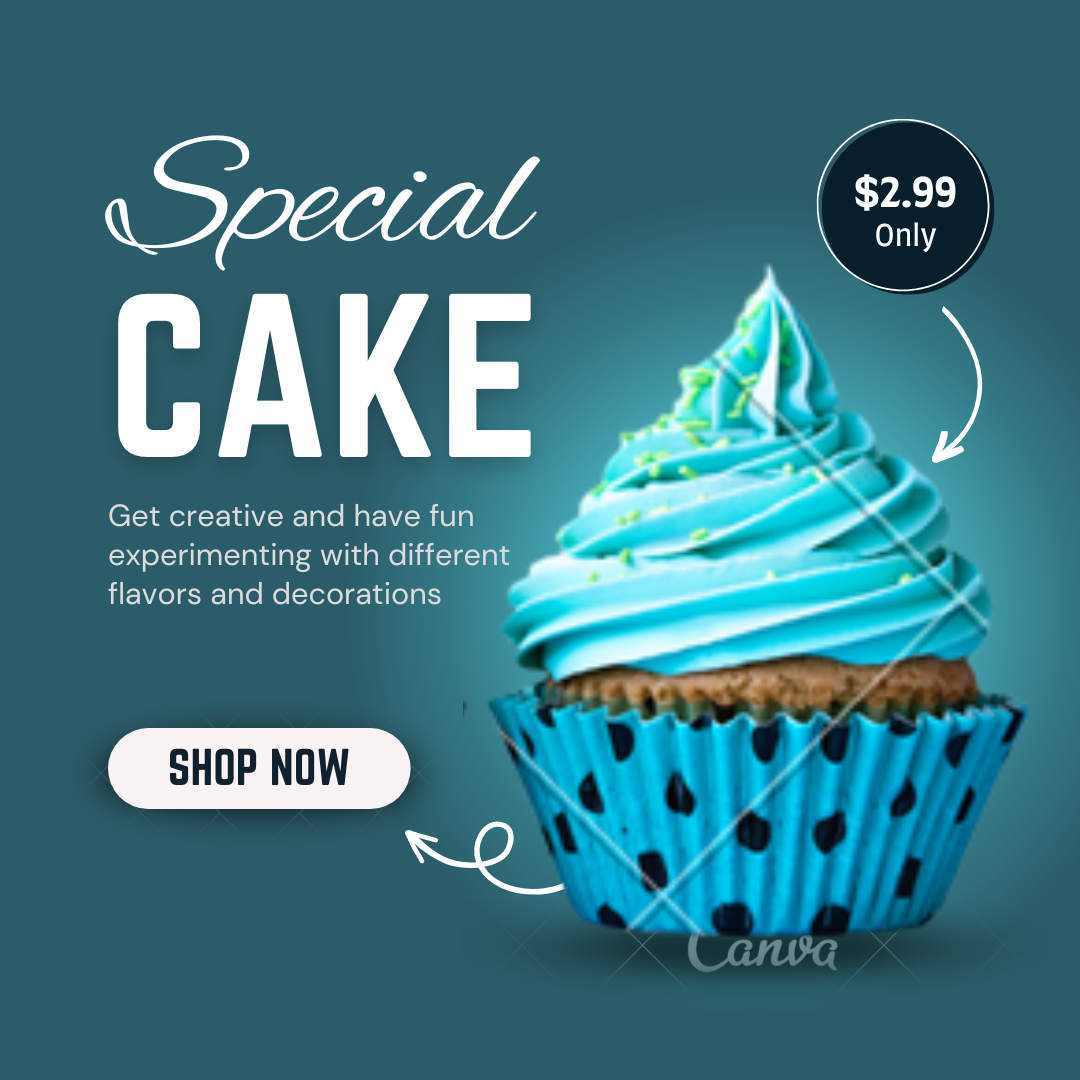 Special
CAKE
$2.99
Only
Get creative and have fun
experimenting with different
flavors and decorations
SHOP NOW
Canva